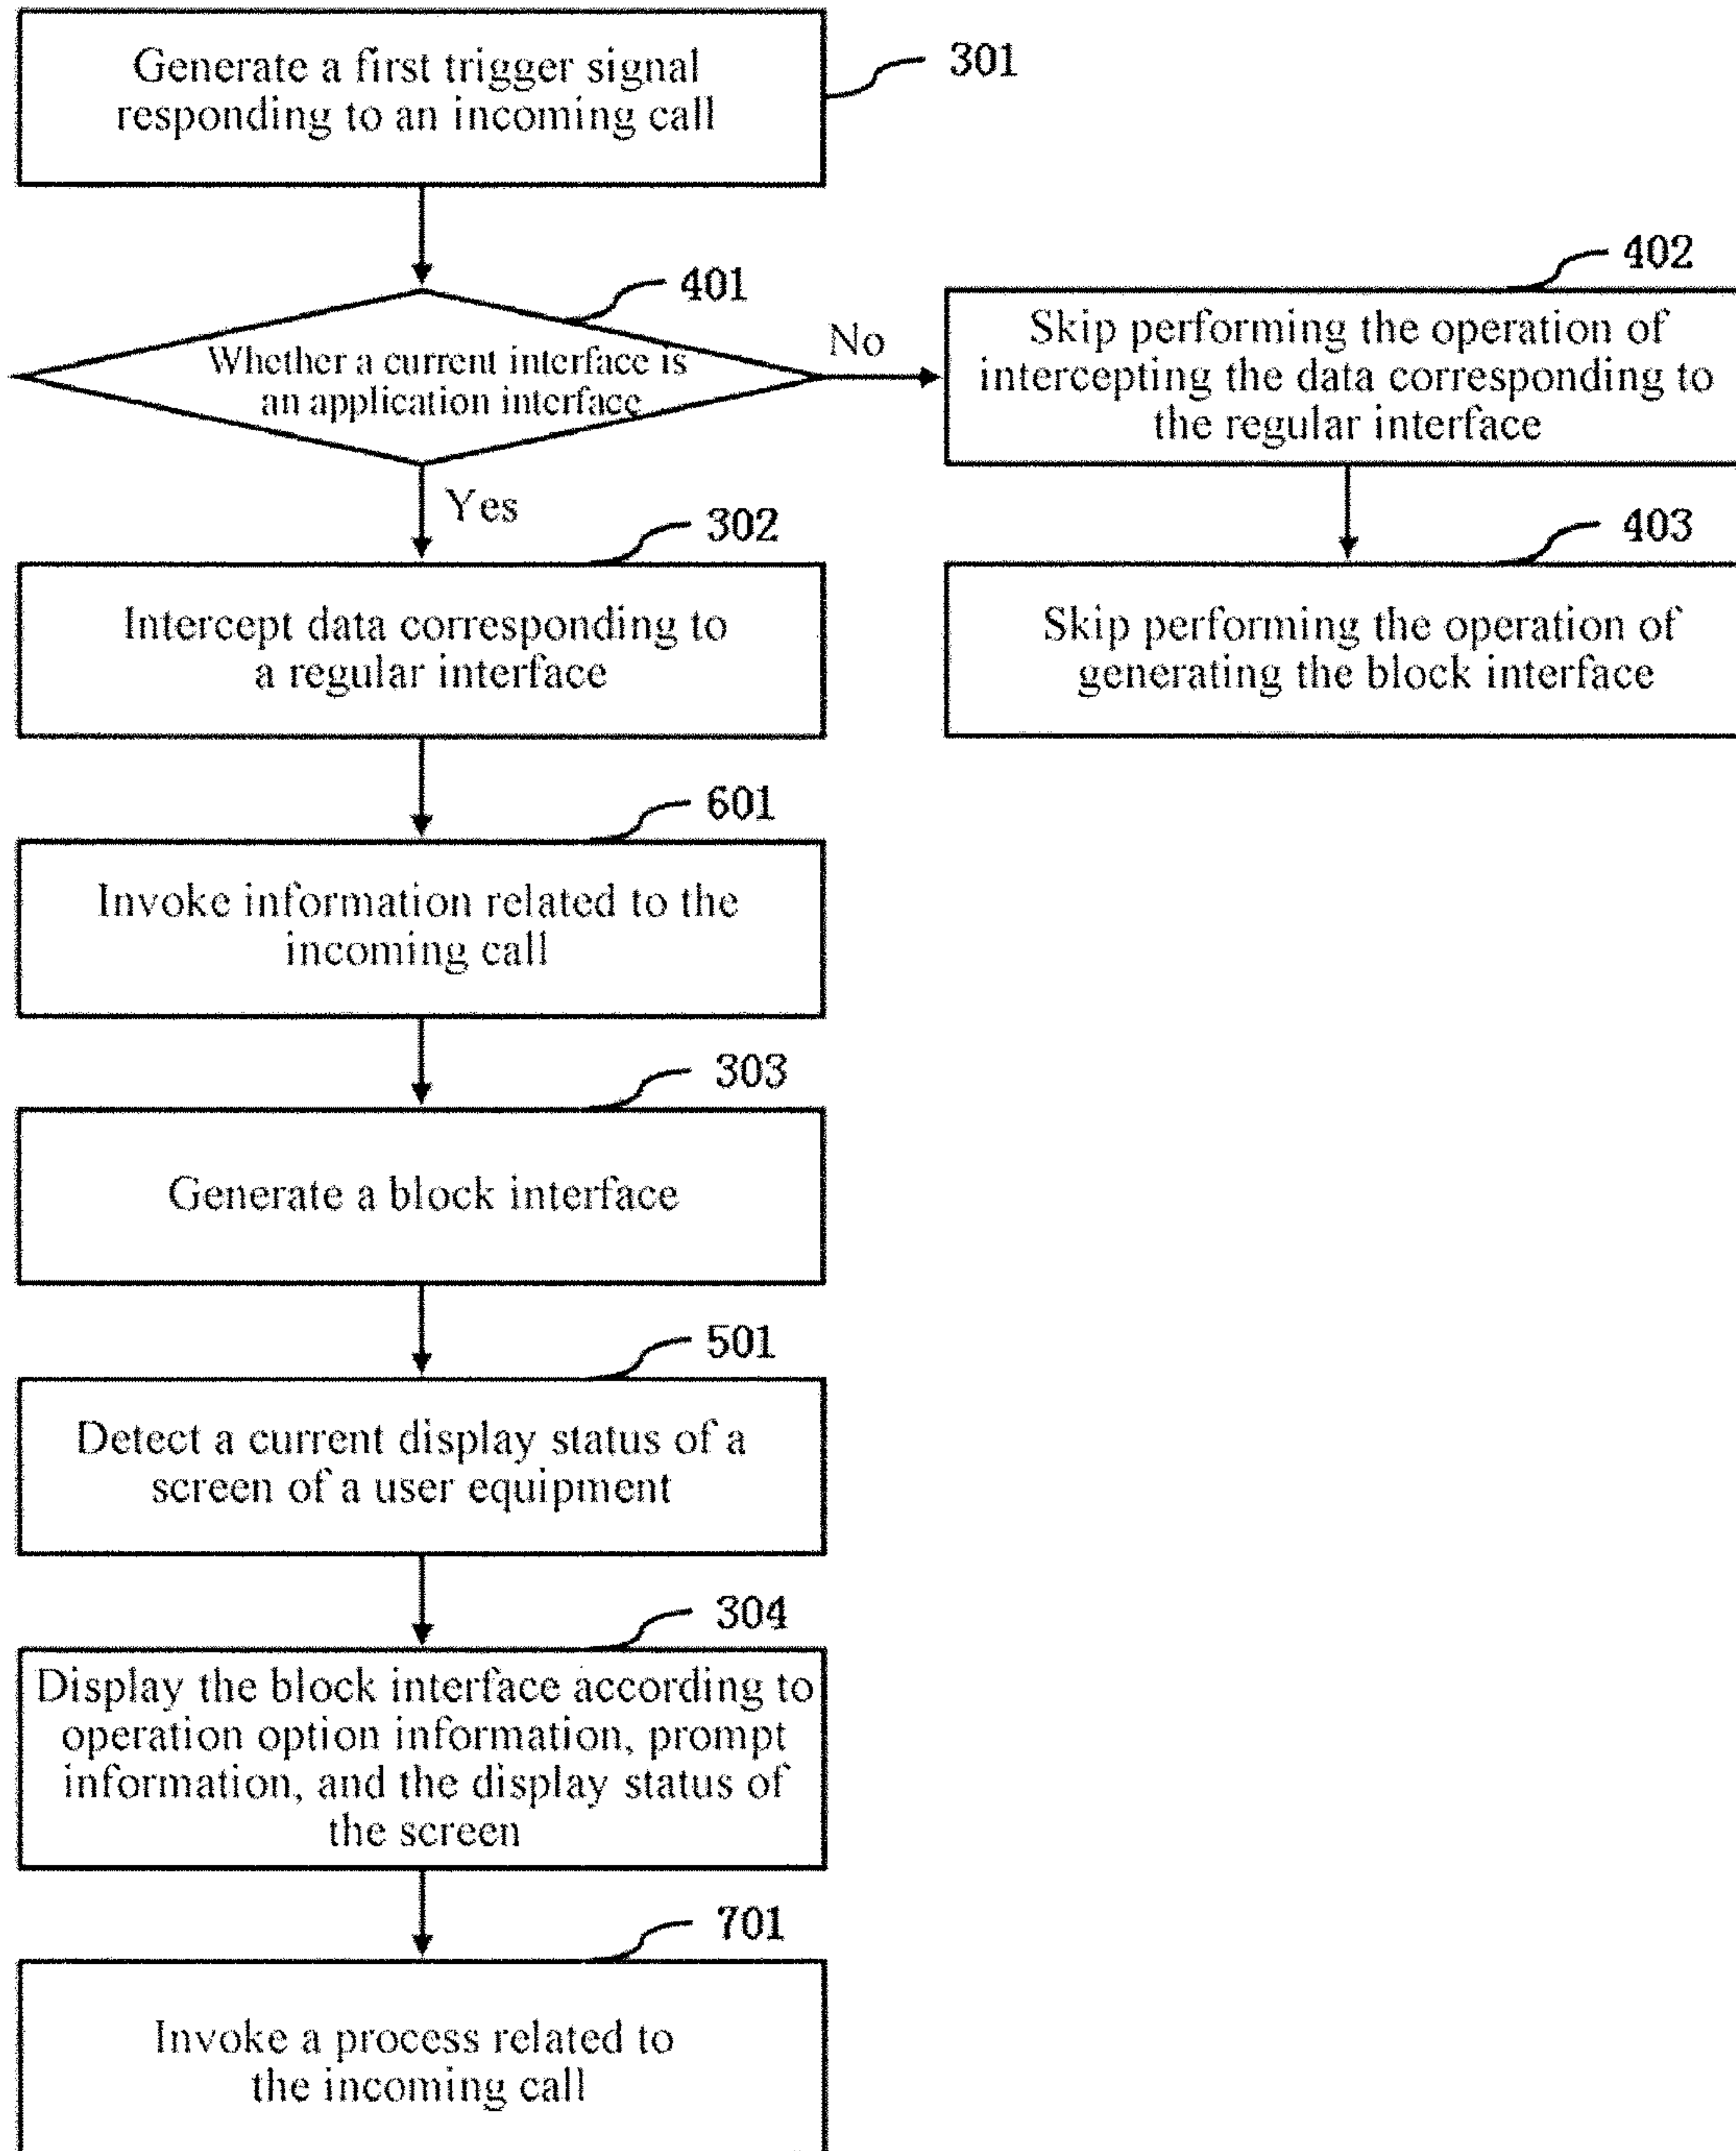 Generate a first trigger signal
responding to an incoming call
301
401
Whether a current interface is
an application interface
No
402
Skip performing the operation of
intercepting the data corresponding to
the regular interface
Yes
302
Intercept data corresponding to
a regular interface
403
Skip performing the operation of
generating the block interface
601
Invoke information related to the
incoming call
303
Generate a block interface
501
Detect a current display status of a
screen of a user equipment
304
Display the block interface according to
operation option information, prompt
information, and the display status of
the screen
701
Invoke a process related to
the incoming call